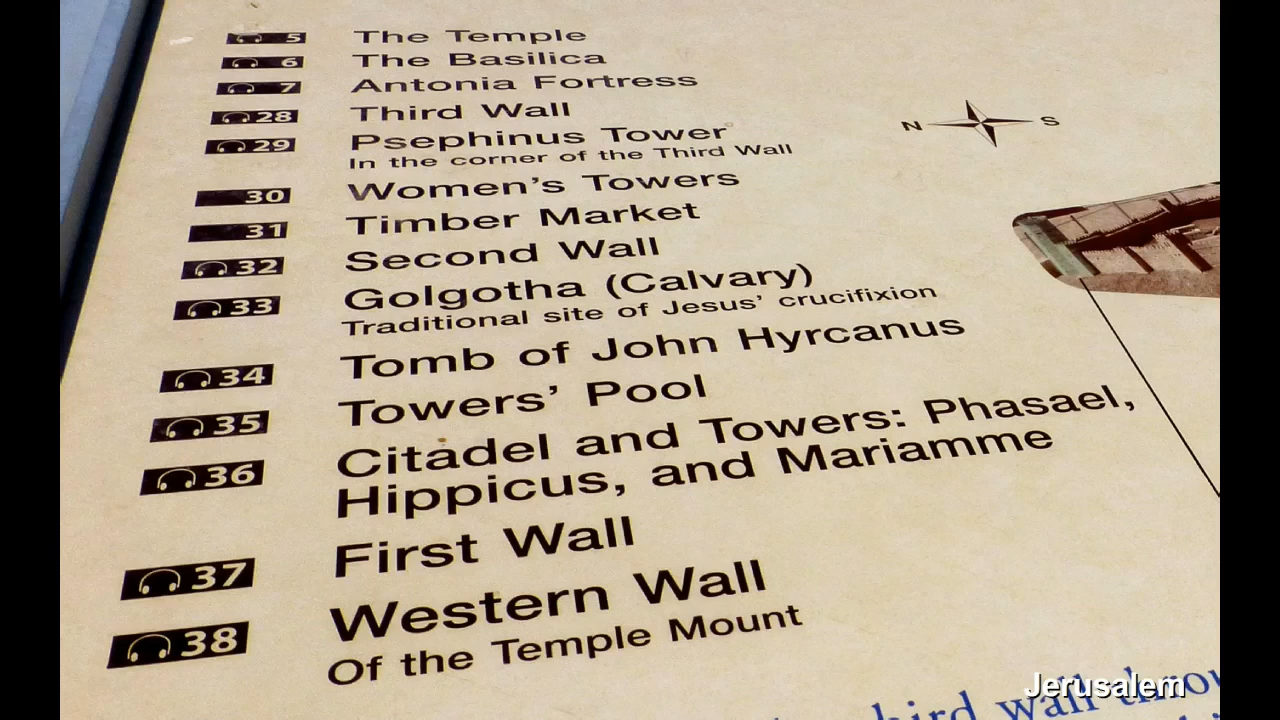 5 The Temple
6 The Basilica
7 Antonia Fortress
28 Third Wall
29 Psephinus Tower
In the corner of the Third Wall
30 Women's Towers
31 Timber Market
32 Second Wall
33 Golgotha (Calvary)
Traditional site of Jesus' crucifixion
34 Tomb of John Hyrcanus
35 Towers' Pool
36 Citadel and Towers: Phasael,
Hippicus, and Mariamme
37 First Wall
38 Western Wall
Of the Temple Mount
N S
wall
Jerusalem